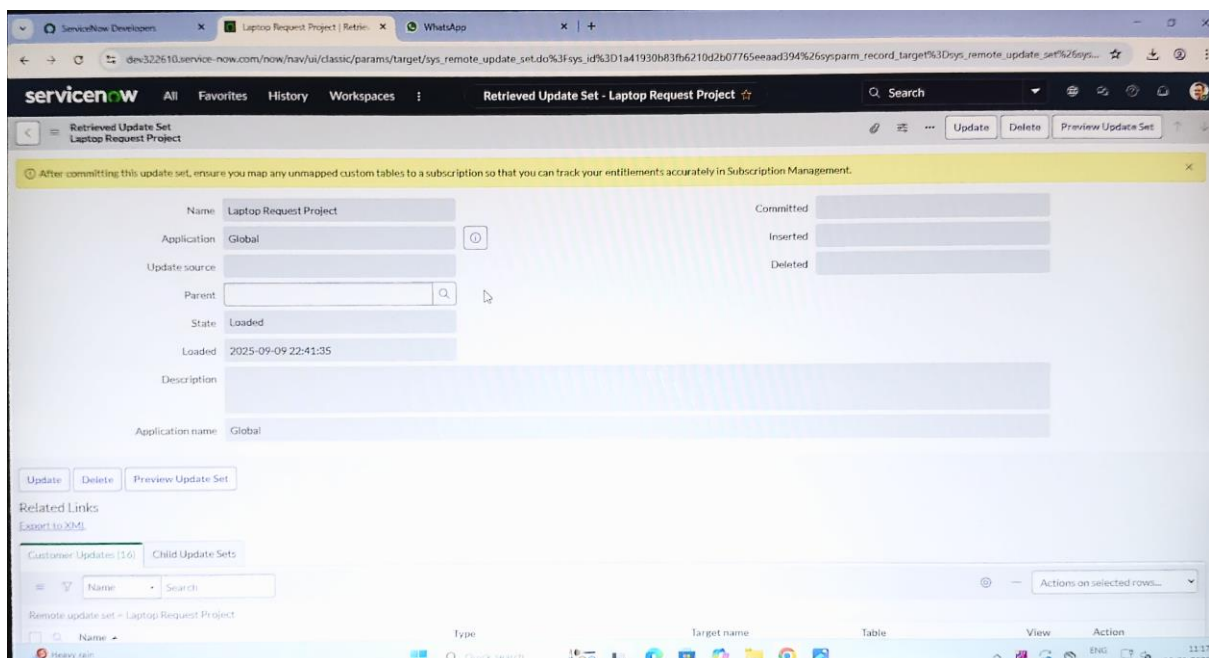 ServiceNow Developers
Laptop Request Project | Retrie
WhatsApp
dev322610.service-now.com/now/nav/ui/classic/params/target/sys_remote_update_set.do%3Fsys_id%3D1a41930b83fb6210d2b07765eeaad394%26sysparm_record_target%3Dsys_remote_update_set%26sys...
servicenow All Favorites History Workspaces Retrieved Update Set - Laptop Request Project Search
Retrieved Update Set
Laptop Request Project
Update Delete Preview Update Set
After committing this update set, ensure you map any unmapped custom tables to a subscription so that you can track your entitlements accurately in Subscription Management.
Name Laptop Request Project Committed
Application Global Inserted
Update source Deleted
Parent
State Loaded
Loaded 2025-09-09 22:41:35
Description
Application name Global
Update Delete Preview Update Set
Related Links
Export to XML
Customer Updates (16) Child Update Sets
Name Search Actions on selected rows...
Remote update set = Laptop Request Project
Name Type Target name Table View Action
Heavy rain Quick search ENG 11:17